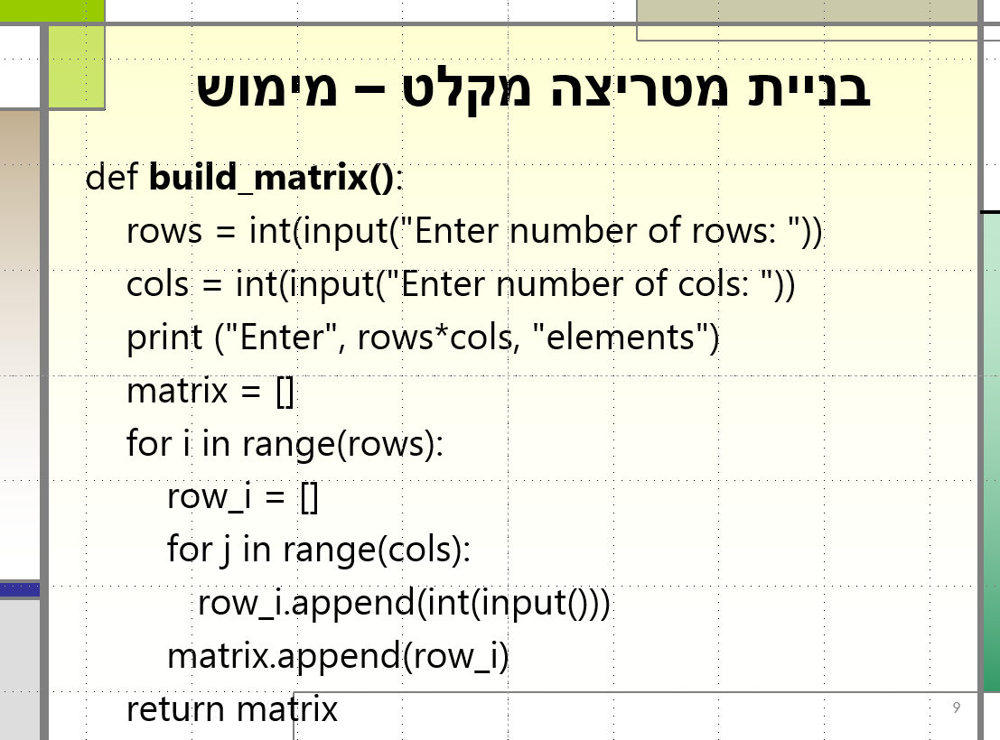 בניית מטריצה מקלט – מימוש
def build_matrix():
rows = int(input("Enter number of rows: "))
cols = int(input("Enter number of cols: "))
print ("Enter", rows*cols, "elements")
matrix = []
for i in range(rows):
row_i = []
for j in range(cols):
row_i.append(int(input()))
matrix.append(row_i)
return matrix
9